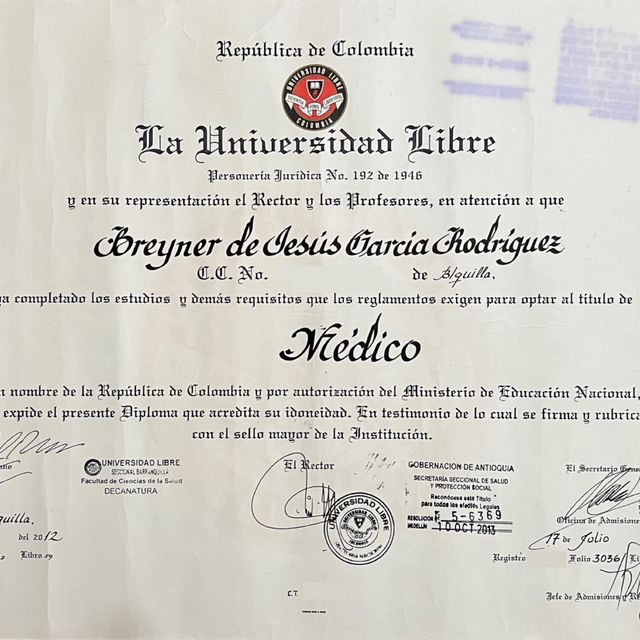 República de Colombia
UNIVERSIDAD LIBRE
COLOMBIA
La Universidad Libre
Personería Jurídica No. 192 de 1946
y en su representación el Rector y los Profesores, en atención a que
Breyner de Jesús García Rodríguez
C.C. No. de B/quilla.
a completado los estudios y demás requisitos que los reglamentos exigen para optar al título de
Médico
n nombre de la República de Colombia y por autorización del Ministerio de Educación Nacional,
expide el presente Diploma que acredita su idoneidad. En testimonio de lo cual se firma y rubrica
con el sello mayor de la Institución.
ano
UNIVERSIDAD LIBRE
SECCIONAL BARRANQUILLA
Facultad de Ciencias de la Salud
DECANATURA
El Rector
UNIVERSIDAD LIBRE
GOBERNACION DE ANTIOQUIA
SECRETARÍA SECCIONAL DE SALUD
Y PROTECCIÓN SOCIAL
Reconócese este Título
para todos los efectos Legales
RESOLUCIÓN F 5-6369
MEDELLIN 10 OCT 2013
El Secretario Gene
Oficina de Admisione
quilla.
del 2012
Libro 59
17 de Julio
Registro Folio 3036 Li
C.T.
Jefe de Admisiones y R